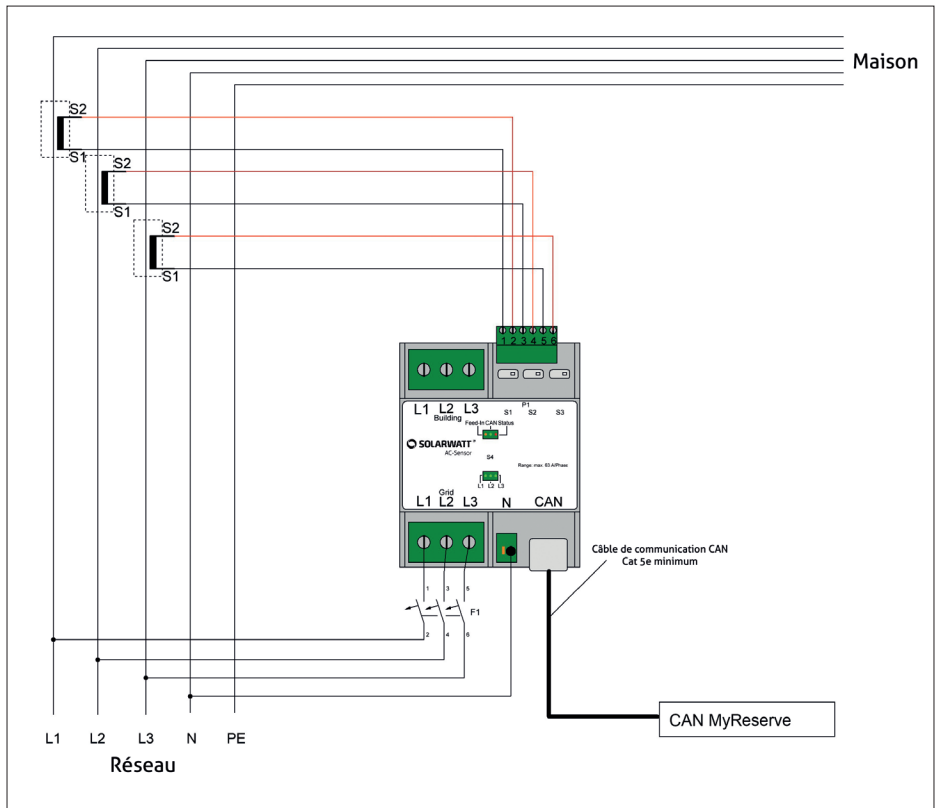 Maison
S2
S1
S2
S1
S2
S1
1 2 3 4 5 6
P1
L1 L2 L3 S1 S2 S3
Building
Feed-In CAN Status
SOLARWATT®
AC-Sensor
S4
Range: max. 63 A/Phase
L1 L2 L3
Grid
L1 L2 L3 N CAN
Câble de communication CAN
Cat 5e minimum
1 3 5
F1
2 4 6
CAN MyReserve
L1 L2 L3 N PE
Réseau